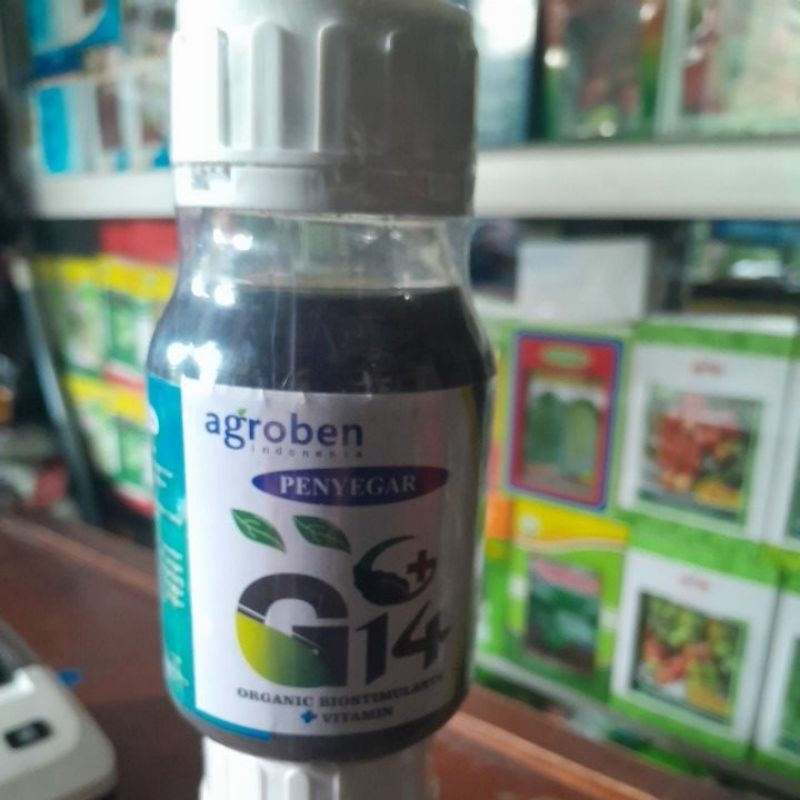 agroben
indonesia
PENYEGAR
G14
ORGANIC BIOSTIMULANTS
+ VITAMIN